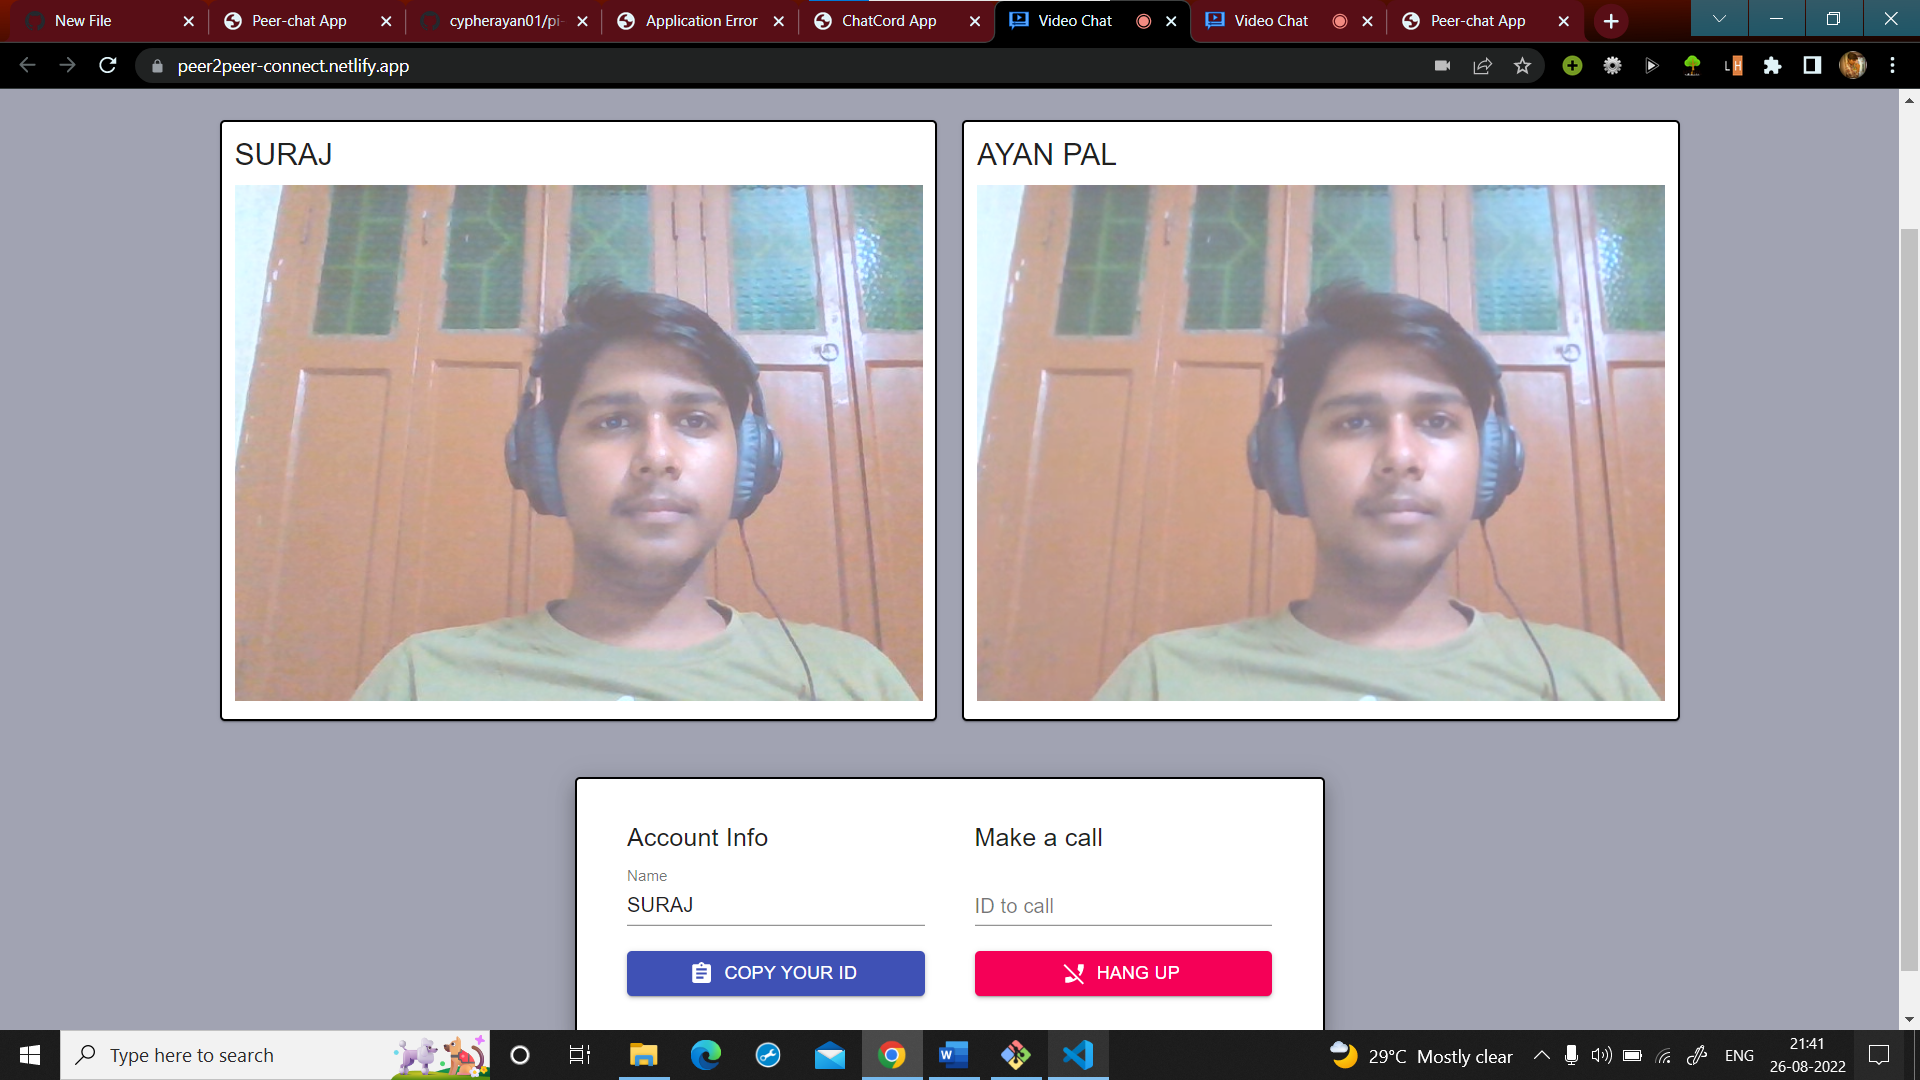 New File
Peer-chat App
cypherayan01/pi-
Application Error
ChatCord App
Video Chat
Video Chat
Peer-chat App
peer2peer-connect.netlify.app
LH
SURAJ
AYAN PAL
Account Info
Make a call
Name
SURAJ
ID to call
COPY YOUR ID
HANG UP
Type here to search
29°C Mostly clear
ENG
21:41
26-08-2022